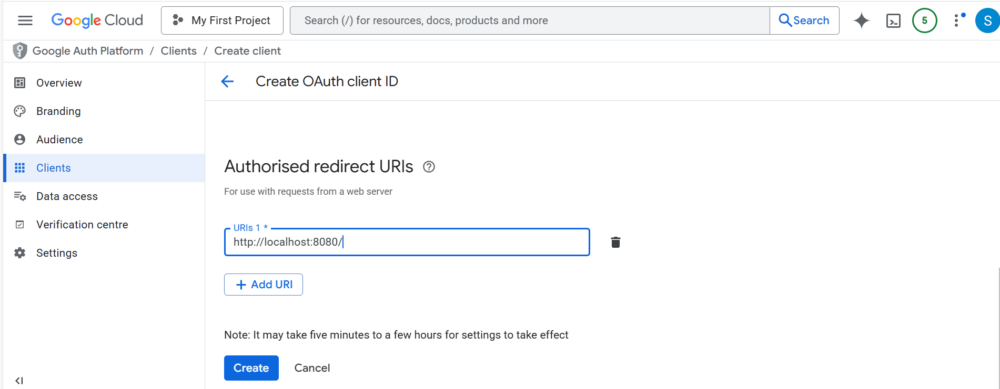 Google Cloud
My First Project
Search (/) for resources, docs, products and more
Search
5
S
Google Auth Platform / Clients / Create client
Overview
Branding
Audience
Clients
Data access
Verification centre
Settings
Create OAuth client ID
Authorised redirect URIs
For use with requests from a web server
URIs 1 *
http://localhost:8080/
Add URI
Note: It may take five minutes to a few hours for settings to take effect
Create
Cancel